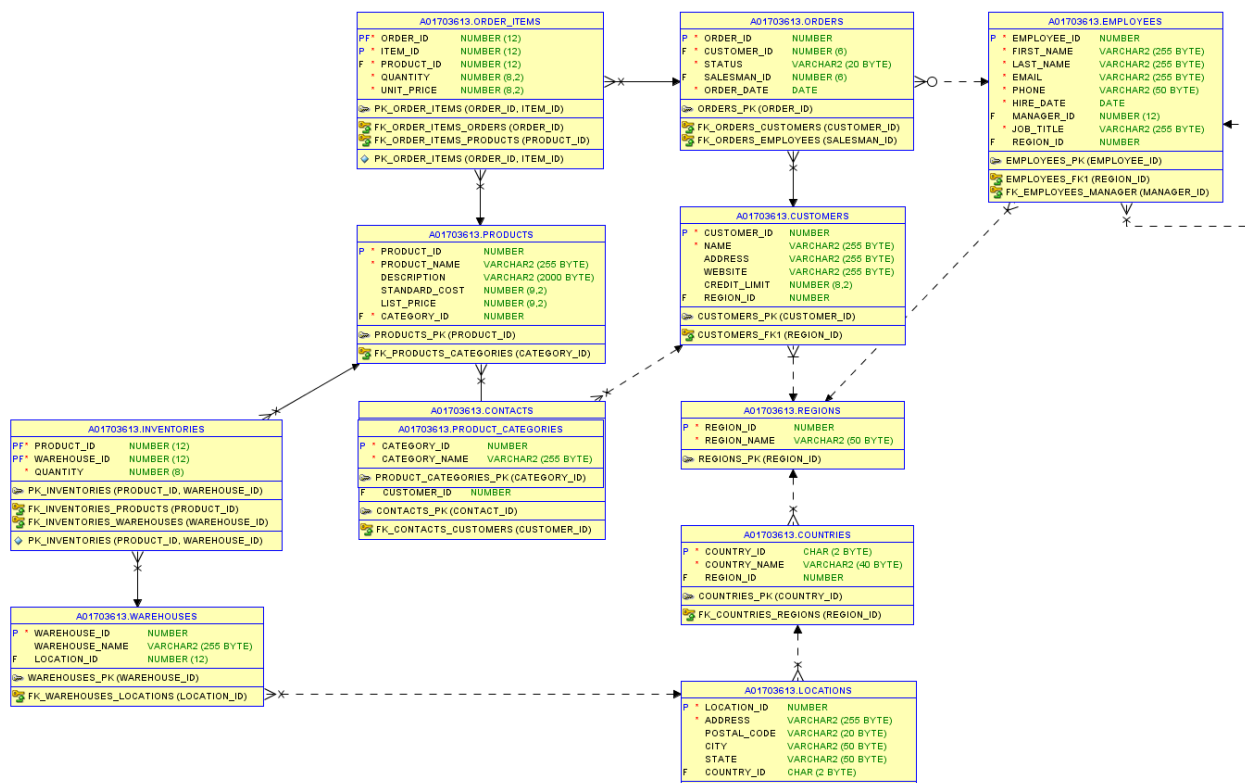 A01703613.ORDER_ITEMS
PF * ORDER_ID NUMBER (12)
P * ITEM_ID NUMBER (12)
F * PRODUCT_ID NUMBER (12)
* QUANTITY NUMBER (8,2)
* UNIT_PRICE NUMBER (8,2)
PK_ORDER_ITEMS (ORDER_ID, ITEM_ID)
FK_ORDER_ITEMS_ORDERS (ORDER_ID)
FK_ORDER_ITEMS_PRODUCTS (PRODUCT_ID)
PK_ORDER_ITEMS (ORDER_ID, ITEM_ID)
A01703613.ORDERS
P * ORDER_ID NUMBER
F * CUSTOMER_ID NUMBER (6)
* STATUS VARCHAR2 (20 BYTE)
F SALESMAN_ID NUMBER (6)
* ORDER_DATE DATE
ORDERS_PK (ORDER_ID)
FK_ORDERS_CUSTOMERS (CUSTOMER_ID)
FK_ORDERS_EMPLOYEES (SALESMAN_ID)
A01703613.EMPLOYEES
P * EMPLOYEE_ID NUMBER
* FIRST_NAME VARCHAR2 (255 BYTE)
* LAST_NAME VARCHAR2 (255 BYTE)
* EMAIL VARCHAR2 (255 BYTE)
* PHONE VARCHAR2 (50 BYTE)
* HIRE_DATE DATE
F MANAGER_ID NUMBER (12)
* JOB_TITLE VARCHAR2 (255 BYTE)
F REGION_ID NUMBER
EMPLOYEES_PK (EMPLOYEE_ID)
EMPLOYEES_FK1 (REGION_ID)
FK_EMPLOYEES_MANAGER (MANAGER_ID)
A01703613.PRODUCTS
P * PRODUCT_ID NUMBER
* PRODUCT_NAME VARCHAR2 (255 BYTE)
DESCRIPTION VARCHAR2 (2000 BYTE)
STANDARD_COST NUMBER (9,2)
LIST_PRICE NUMBER (9,2)
F * CATEGORY_ID NUMBER
PRODUCTS_PK (PRODUCT_ID)
FK_PRODUCTS_CATEGORIES (CATEGORY_ID)
A01703613.CUSTOMERS
P * CUSTOMER_ID NUMBER
* NAME VARCHAR2 (255 BYTE)
ADDRESS VARCHAR2 (255 BYTE)
WEBSITE VARCHAR2 (255 BYTE)
CREDIT_LIMIT NUMBER (8,2)
F REGION_ID NUMBER
CUSTOMERS_PK (CUSTOMER_ID)
CUSTOMERS_FK1 (REGION_ID)
A01703613.INVENTORIES
PF * PRODUCT_ID NUMBER (12)
PF * WAREHOUSE_ID NUMBER (12)
* QUANTITY NUMBER (8)
PK_INVENTORIES (PRODUCT_ID, WAREHOUSE_ID)
FK_INVENTORIES_PRODUCTS (PRODUCT_ID)
FK_INVENTORIES_WAREHOUSES (WAREHOUSE_ID)
PK_INVENTORIES (PRODUCT_ID, WAREHOUSE_ID)
A01703613.CONTACTS
A01703613.PRODUCT_CATEGORIES
P * CATEGORY_ID NUMBER
* CATEGORY_NAME VARCHAR2 (255 BYTE)
PRODUCT_CATEGORIES_PK (CATEGORY_ID)
F CUSTOMER_ID NUMBER
CONTACTS_PK (CONTACT_ID)
FK_CONTACTS_CUSTOMERS (CUSTOMER_ID)
A01703613.REGIONS
P * REGION_ID NUMBER
* REGION_NAME VARCHAR2 (50 BYTE)
REGIONS_PK (REGION_ID)
A01703613.COUNTRIES
P * COUNTRY_ID CHAR (2 BYTE)
* COUNTRY_NAME VARCHAR2 (40 BYTE)
F REGION_ID NUMBER
COUNTRIES_PK (COUNTRY_ID)
FK_COUNTRIES_REGIONS (REGION_ID)
A01703613.WAREHOUSES
P * WAREHOUSE_ID NUMBER
WAREHOUSE_NAME VARCHAR2 (255 BYTE)
F LOCATION_ID NUMBER (12)
WAREHOUSES_PK (WAREHOUSE_ID)
FK_WAREHOUSES_LOCATIONS (LOCATION_ID)
A01703613.LOCATIONS
P * LOCATION_ID NUMBER
* ADDRESS VARCHAR2 (255 BYTE)
POSTAL_CODE VARCHAR2 (20 BYTE)
CITY VARCHAR2 (50 BYTE)
STATE VARCHAR2 (50 BYTE)
F COUNTRY_ID CHAR (2 BYTE)